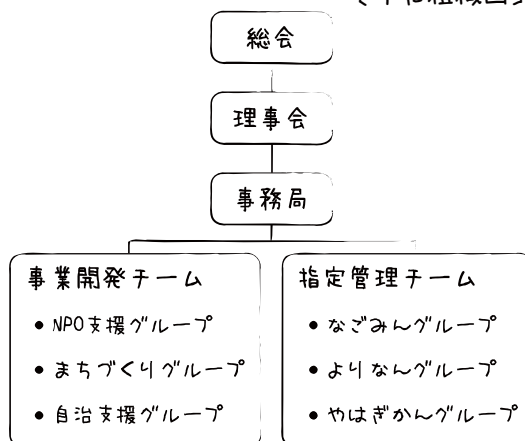 総会
理事会
事務局
事業開発チーム
• NPO支援グループ
• まちづくりグループ
• 自治支援グループ
指定管理チーム
• なごみんグループ
• よりなんグループ
• やはぎかんグループ